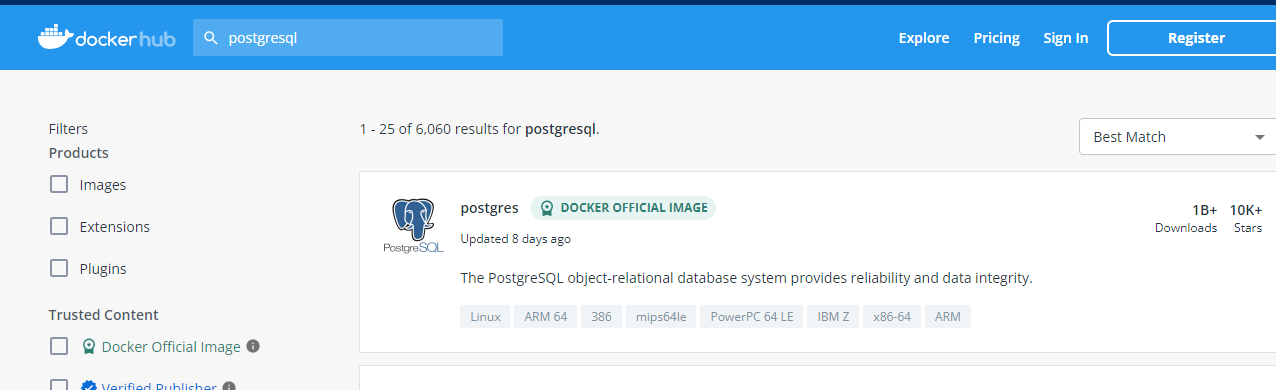 dockerhub
postgresql
Explore
Pricing
Sign In
Register
Filters
Products
Images
Extensions
Plugins
Trusted Content
Docker Official Image
Verified Publisher
1 - 25 of 6,060 results for postgresql.
Best Match
PostgreSQL
postgres
DOCKER OFFICIAL IMAGE
Updated 8 days ago
1B+
Downloads
10K+
Stars
The PostgreSQL object-relational database system provides reliability and data integrity.
Linux
ARM 64
386
mips64le
PowerPC 64 LE
IBM Z
x86-64
ARM